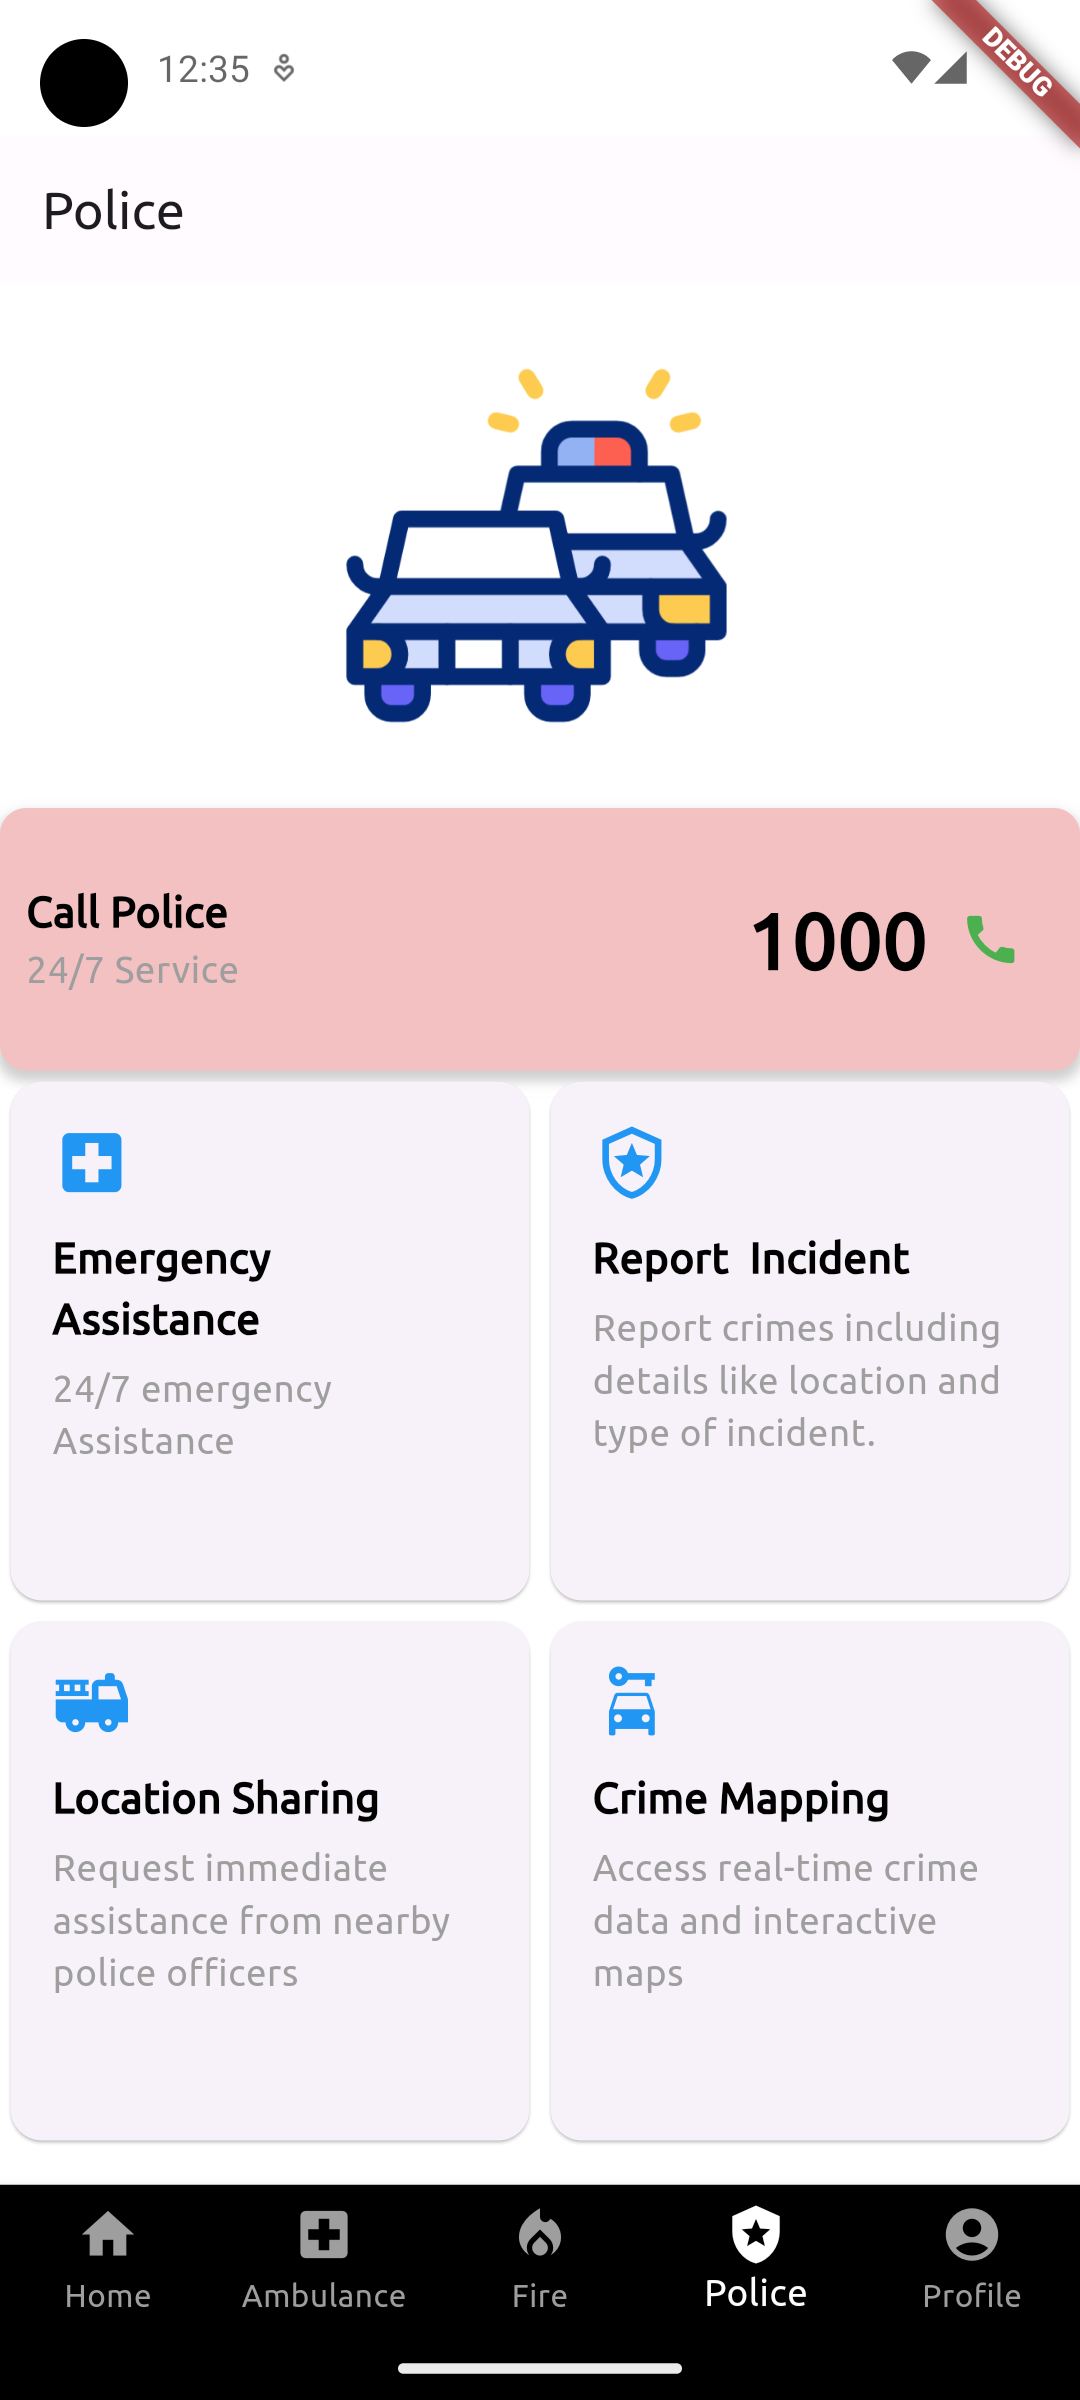 12:35
DEBUG
Police
Call Police
24/7 Service
1000
Emergency
Assistance
24/7 emergency
Assistance
Report  Incident
Report crimes including
details like location and
type of incident.
Location Sharing
Request immediate
assistance from nearby
police officers
Crime Mapping
Access real-time crime
data and interactive
maps
Home
Ambulance
Fire
Police
Profile